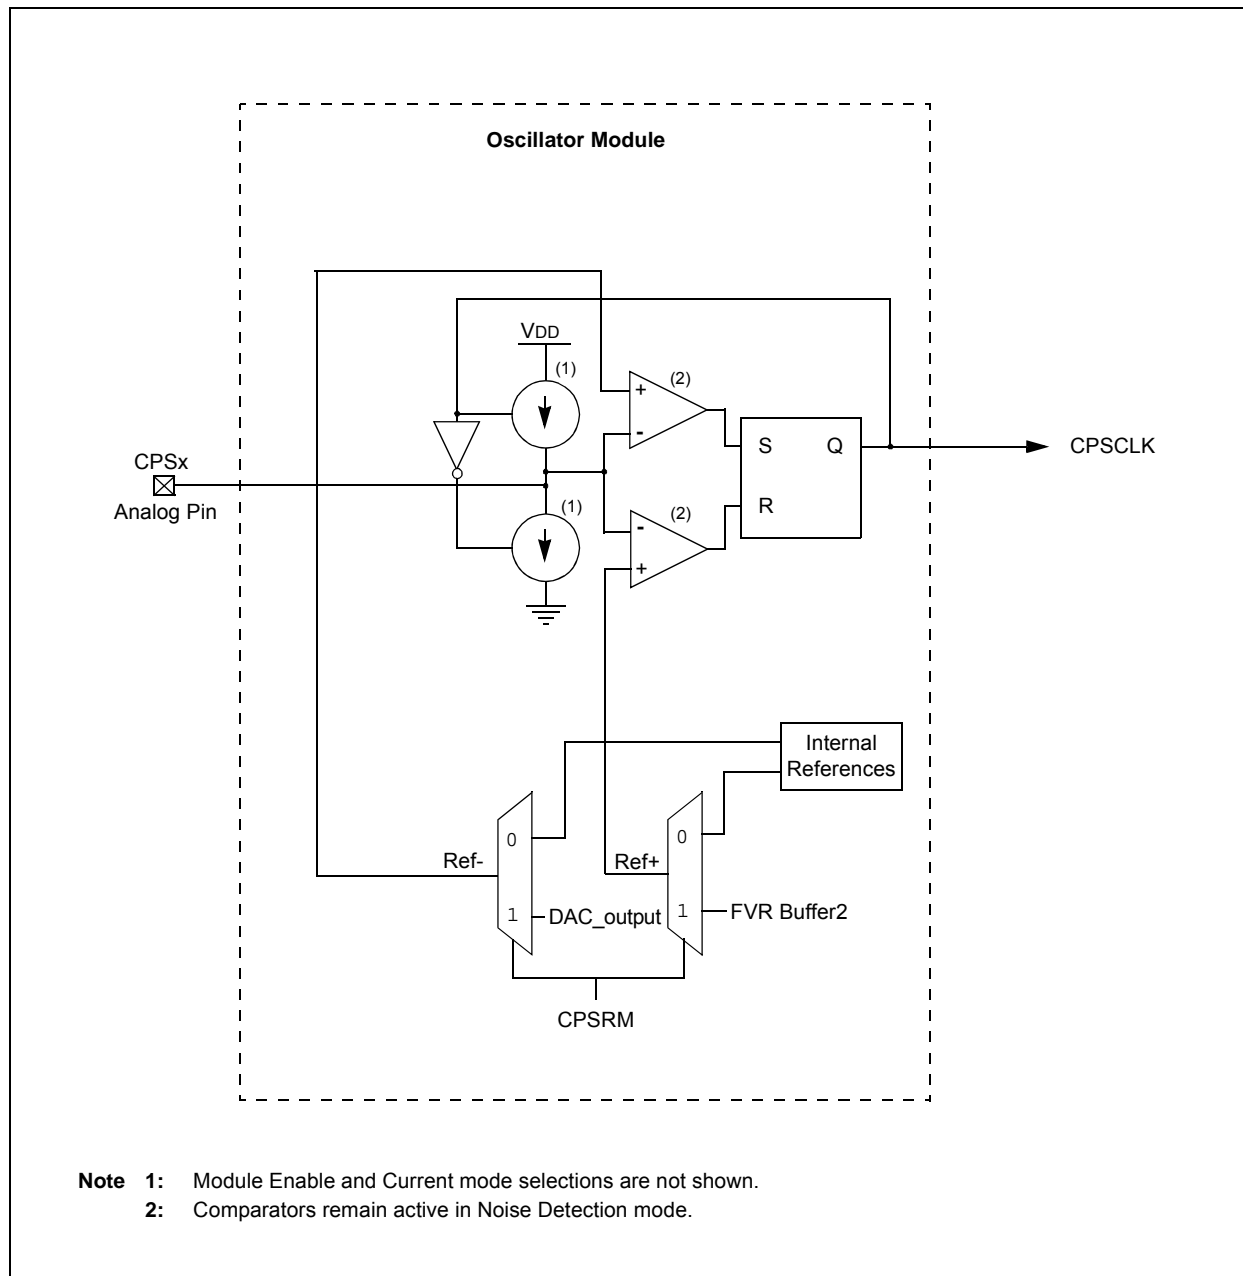 Oscillator Module
VDD
(1)
(2)
+
-
S Q
CPSCLK
CPSx
Analog Pin
(1)
(2)
R
-
+
Internal
References
0
0
Ref-
Ref+
1
DAC_output
1
FVR Buffer2
CPSRM
Note 1: Module Enable and Current mode selections are not shown.
2: Comparators remain active in Noise Detection mode.